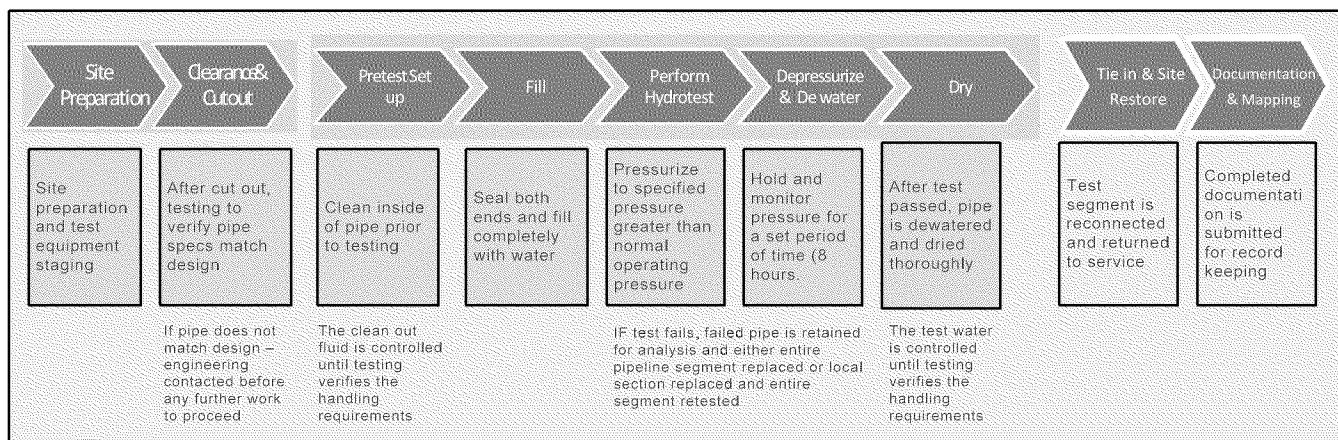 Site
Preparation
Clearance&
Cutout
Pretest Set
up
Fill
Perform
Hydrotest
Depressurize
& De water
Dry
Tie in & Site
Restore
Documentation
& Mapping
Site
preparation
and test
equipment
staging
After cut out,
testing to
verify pipe
specs match
design
Clean inside
of pipe prior
to testing
Seal both
ends and fill
completely
with water
Pressurize
to specified
pressure
greater than
normal
operating
pressure
Hold and
monitor
pressure for
a set period
of time (8
hours.
After test
passed, pipe
is dewatered
and dried
thoroughly
Test
segment is
reconnected
and returned
to service
Completed
documentati
on is
submitted
for record
keeping
If pipe does not
match design –
engineering
contacted before
any further work
to proceed
The clean out
fluid is controlled
until testing
verifies the
handling
requirements
IF test fails, failed pipe is retained
for analysis and either entire
pipeline segment replaced or local
section replaced and entire
segment retested
The test water
is controlled
until testing
verifies the
handling
requirements